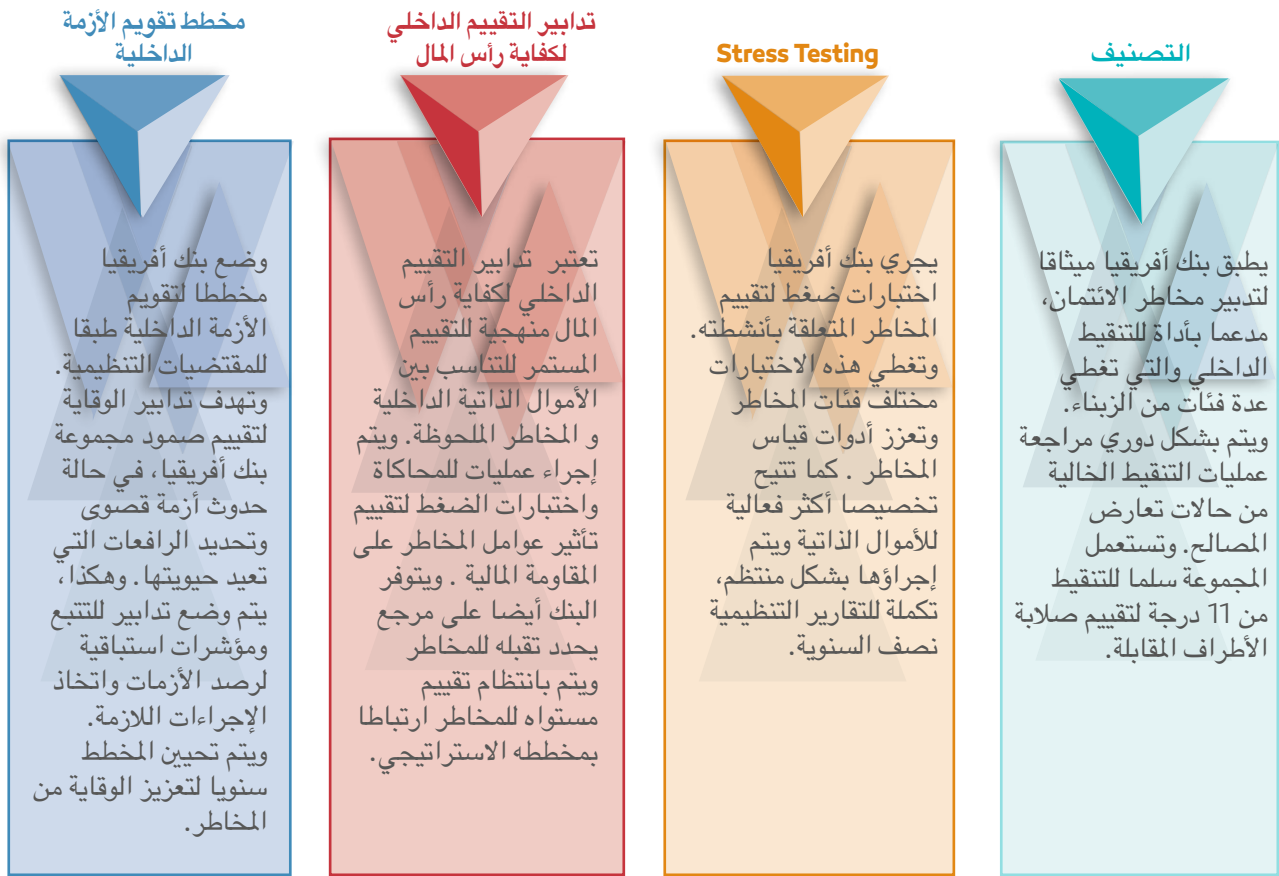 التصنيف
يطبق بنك أفريقيا ميثاقا
لتدبير مخاطر الائتمان،
مدعما بأداة للتنقيط
الداخلي والتي تغطي
عدة فئات من الزبناء.
ويتم بشكل دوري مراجعة
عمليات التنقيط الخالية
من حالات تعارض
المصالح. وتستعمل
المجموعة سلما للتنقيط
من 11 درجة لتقييم صلابة
الأطراف المقابلة.
Stress Testing
يجري بنك أفريقيا
اختبارات ضغط لتقييم
المخاطر المتعلقة بأنشطته.
وتغطي هذه الاختبارات
مختلف فئات المخاطر
وتعزز أدوات قياس
المخاطر . كما تتيح
تخصيصا أكثر فعالية
للأموال الذاتية ويتم
إجراؤها بشكل منتظم،
تكملة للتقارير التنظيمية
نصف السنوية.
تدابير التقييم الداخلي
لكفاية رأس المال
تعتبر تدابير التقييم
الداخلي لكفاية رأس
المال منهجية للتقييم
المستمر للتناسب بين
الأموال الذاتية الداخلية
و المخاطر الملحوظة. ويتم
إجراء عمليات للمحاكاة
واختبارات الضغط لتقييم
تأثير عوامل المخاطر على
المقاومة المالية . ويتوفر
البنك أيضا على مرجع
يحدد تقبله للمخاطر
ويتم بانتظام تقييم
مستواه للمخاطر ارتباطا
بمخططه الاستراتيجي.
مخطط تقويم الأزمة
الداخلية
وضع بنك أفريقيا
مخططا لتقويم
الأزمة الداخلية طبقا
للمقتضيات التنظيمية.
وتهدف تدابير الوقاية
لتقييم صمود مجموعة
بنك أفريقيا، في حالة
حدوث أزمة قصوى
وتحديد الرافعات التي
تعيد حيويتها. وهكذا،
يتم وضع تدابير للتتبع
ومؤشرات استباقية
لرصد الأزمات واتخاذ
الإجراءات اللازمة.
ويتم تحيين المخطط
سنويا لتعزيز الوقاية من
المخاطر.